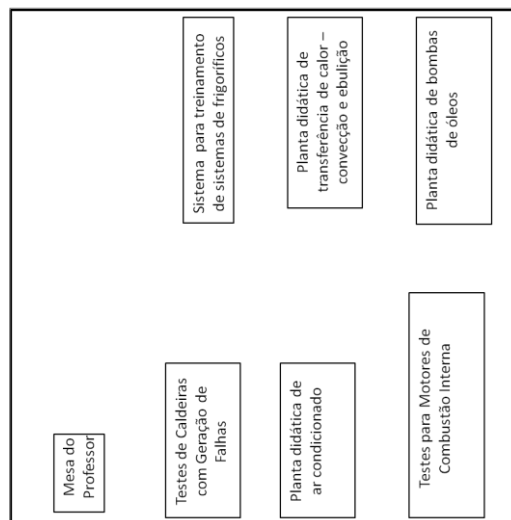 Mesa do
Professor
Testes de Caldeiras
com Geração de
Falhas
Sistema para treinamento
de sistemas de frigoríficos
Planta didática de
ar condicionado
Planta didática de
transferência de calor –
convecção e ebulição
Testes para Motores de
Combustão Interna
Planta didática de bombas
de óleos